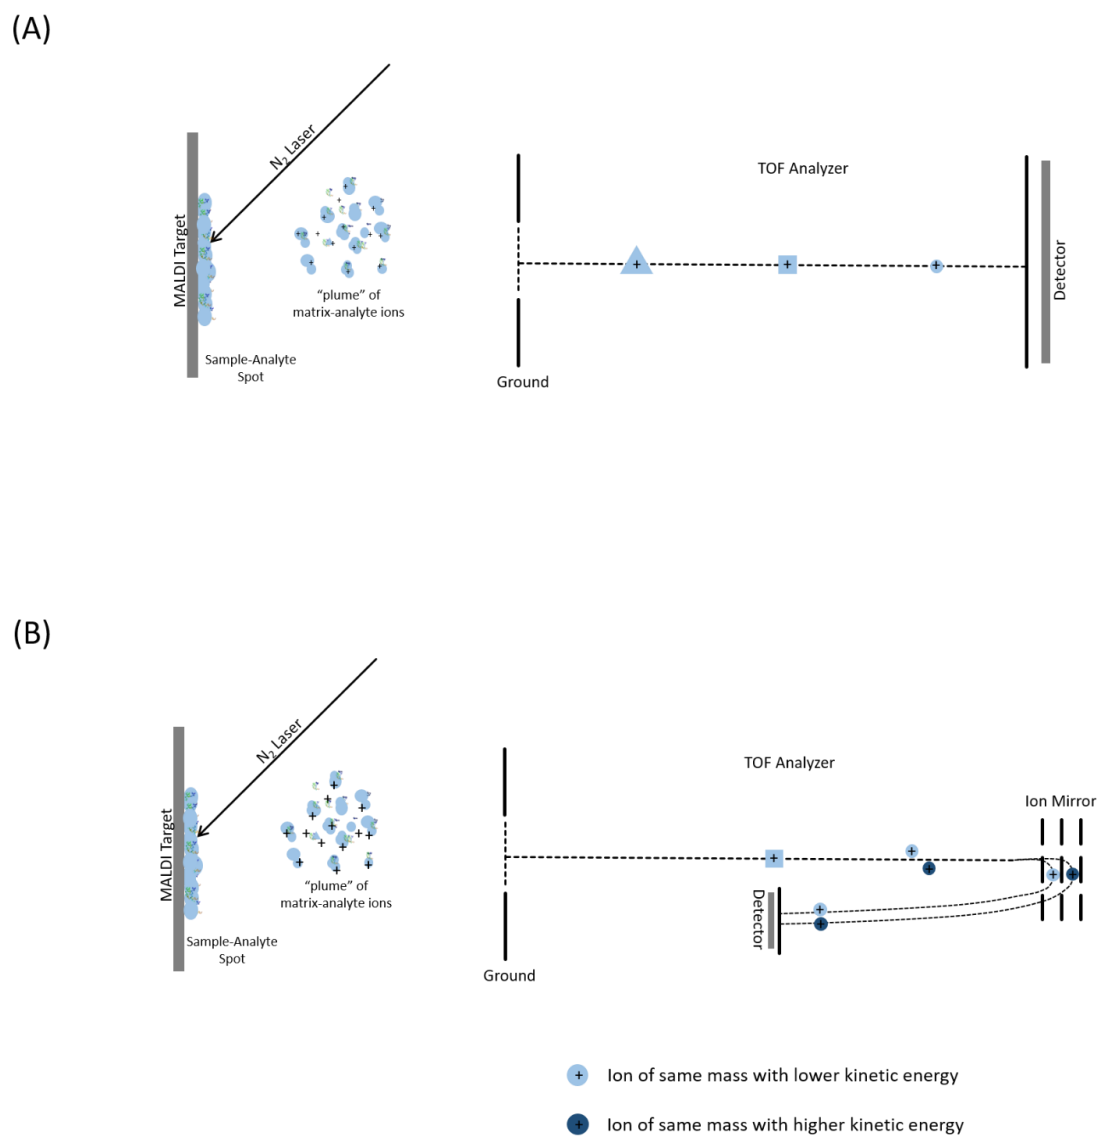 (A)
N2 Laser
MALDI Target
"plume" of
matrix-analyte ions
Sample-Analyte
Spot
TOF Analyzer
Ground
Detector
(B)
N2 Laser
MALDI Target
"plume" of
matrix-analyte ions
Sample-Analyte
Spot
TOF Analyzer
Ion Mirror
Detector
Ground
+ Ion of same mass with lower kinetic energy
+ Ion of same mass with higher kinetic energy